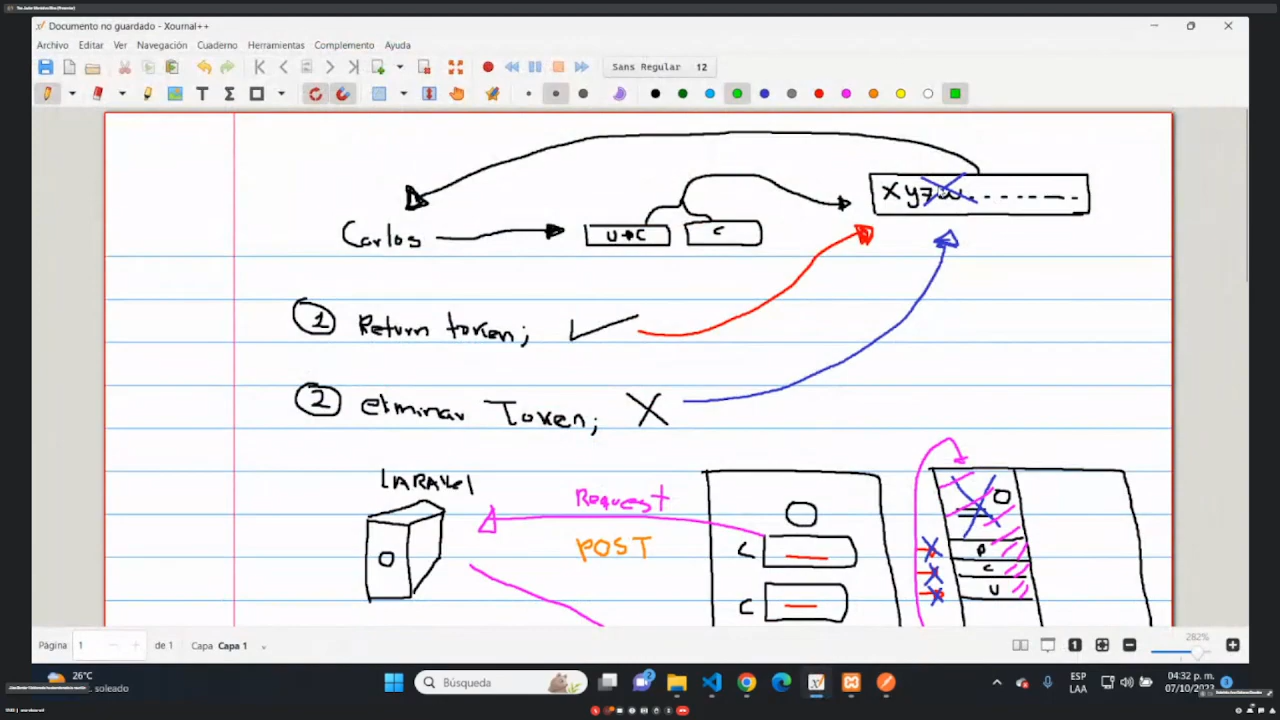 Documento no guardado - Xournal++
Archivo Editar Ver Navegación Cuaderno Herramientas Complemento Ayuda
Sans Regular 12
Xyzw
Carlos
U→C
C
1 Return token;
2 eliminar Token;
LARAVel
Request
POST
C
C
P
C
U
Página 1 de 1 Capa Capa 1
282%
26°C
soleado
Búsqueda
ESP
LAA
04:32 p. m.
07/10/2022